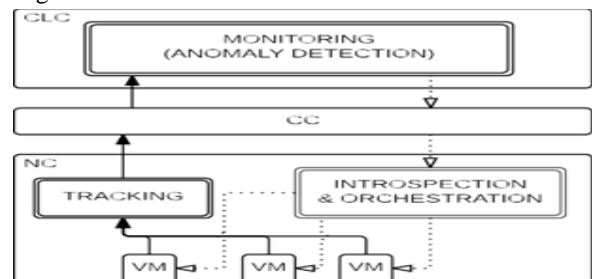 CLC
MONITORING
(ANOMALY DETECTION)
CC
NC
TRACKING
INTROSPECTION
& ORCHESTRATION
VM
VM
VM